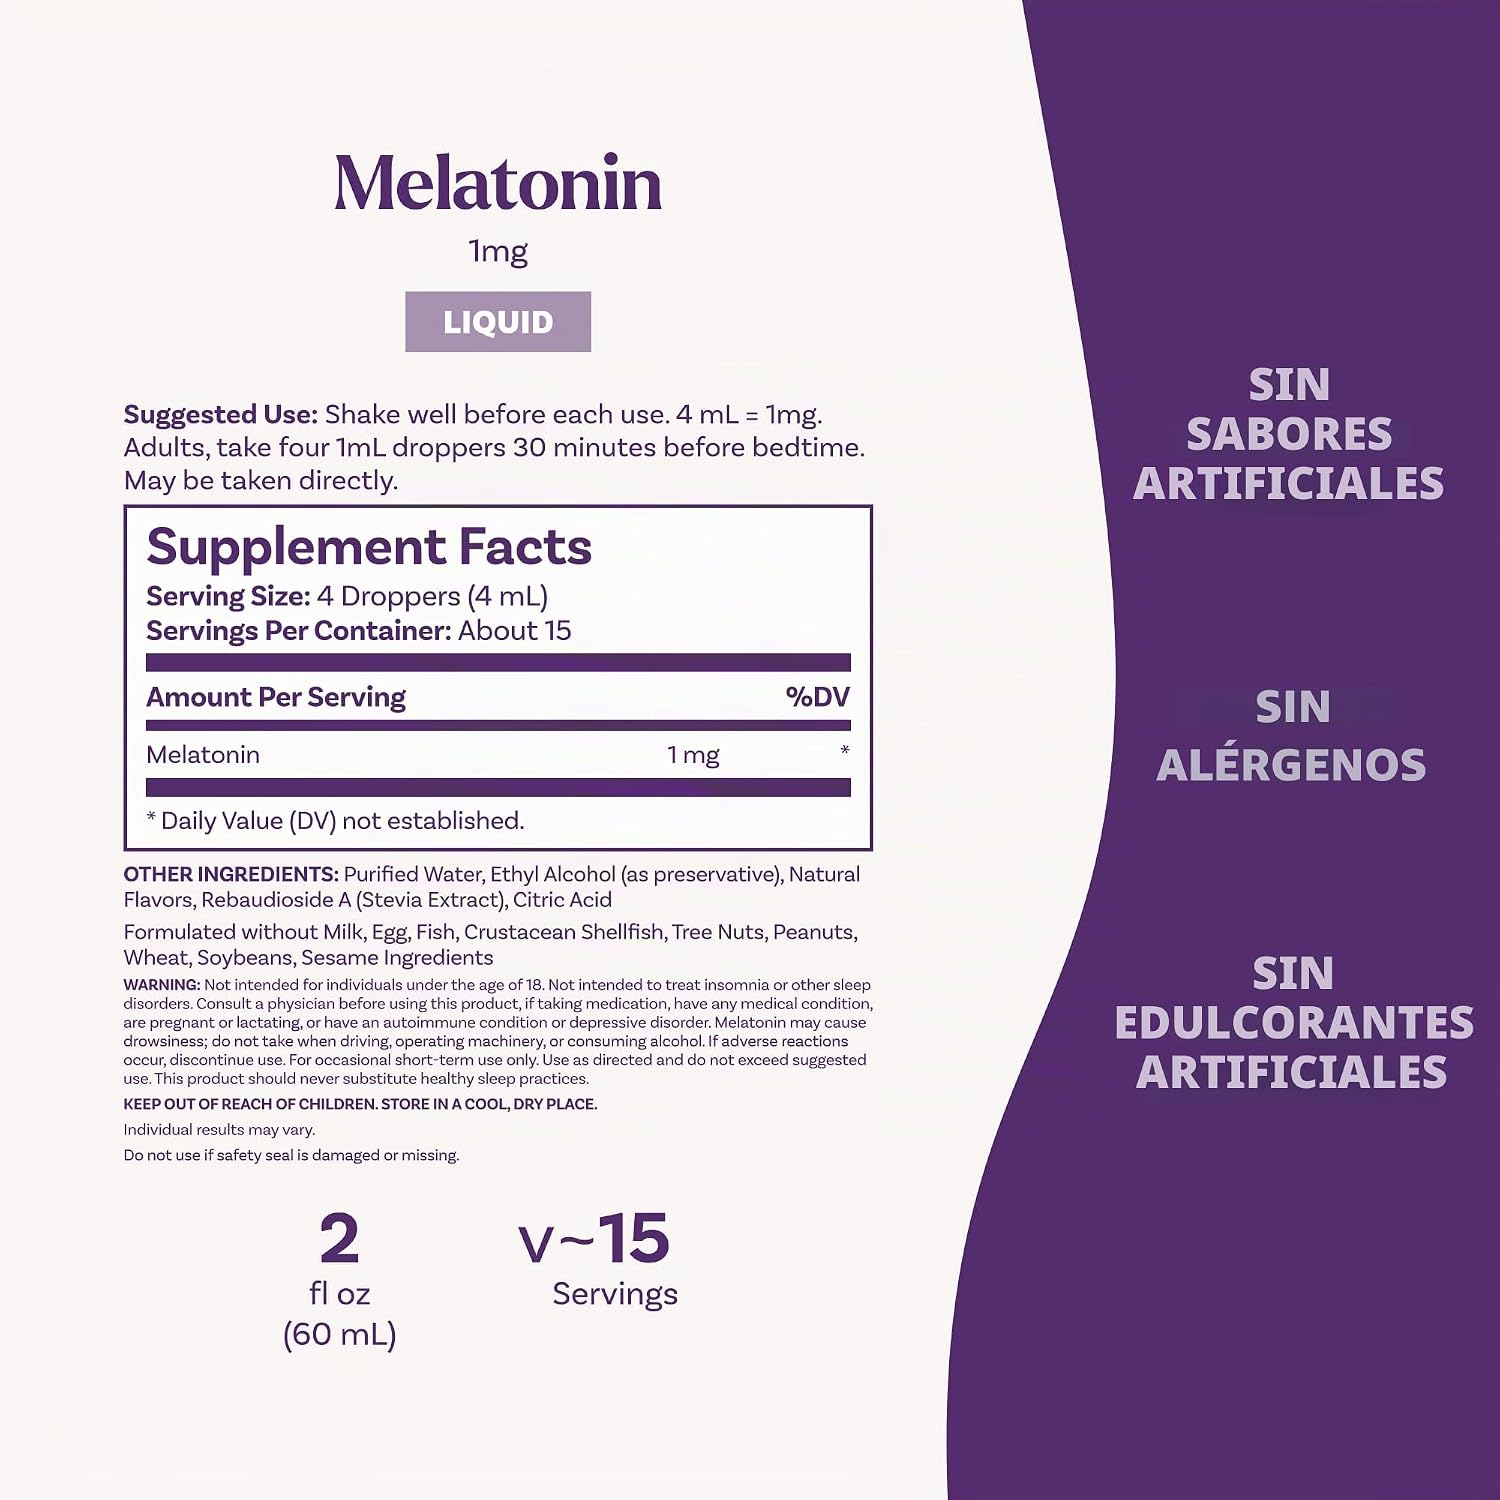 Melatonin
1mg
LIQUID
Suggested Use: Shake well before each use. 4 mL = 1mg.
Adults, take four 1mL droppers 30 minutes before bedtime.
May be taken directly.
Supplement Facts
Serving Size: 4 Droppers (4 mL)
Servings Per Container: About 15
Amount Per Serving %DV
Melatonin 1 mg *
* Daily Value (DV) not established.
OTHER INGREDIENTS: Purified Water, Ethyl Alcohol (as preservative), Natural
Flavors, Rebaudioside A (Stevia Extract), Citric Acid
Formulated without Milk, Egg, Fish, Crustacean Shellfish, Tree Nuts, Peanuts,
Wheat, Soybeans, Sesame Ingredients
WARNING: Not intended for individuals under the age of 18. Not intended to treat insomnia or other sleep
disorders. Consult a physician before using this product, if taking medication, have any medical condition,
are pregnant or lactating, or have an autoimmune condition or depressive disorder. Melatonin may cause
drowsiness; do not take when driving, operating machinery, or consuming alcohol. If adverse reactions
occur, discontinue use. For occasional short-term use only. Use as directed and do not exceed suggested
use. This product should never substitute healthy sleep practices.
KEEP OUT OF REACH OF CHILDREN. STORE IN A COOL, DRY PLACE.
Individual results may vary.
Do not use if safety seal is damaged or missing.
2
fl oz
(60 mL)
v~15
Servings
SIN
SABORES
ARTIFICIALES
SIN
ALÉRGENOS
SIN
EDULCORANTES
ARTIFICIALES